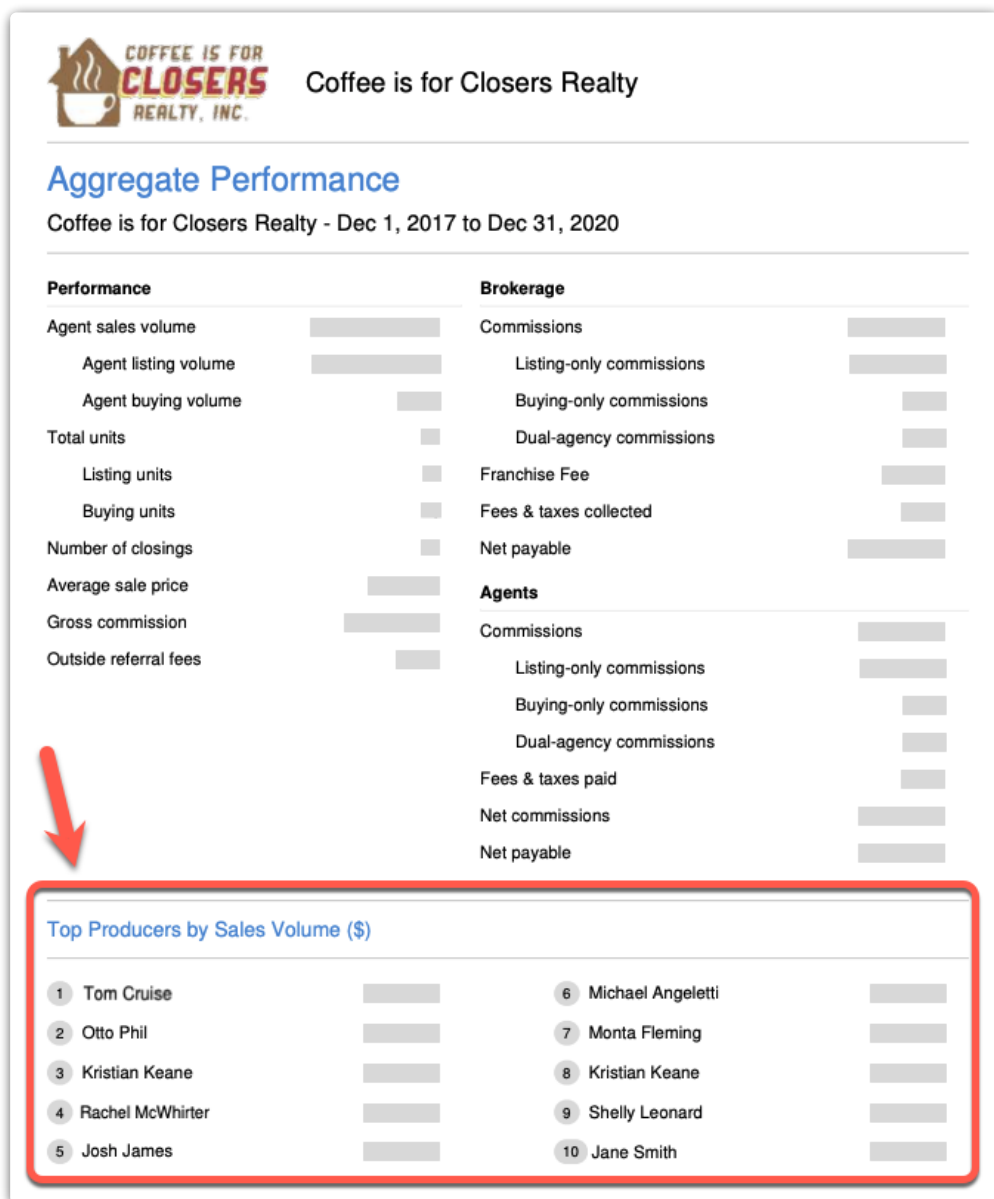 COFFEE IS FOR
CLOSERS
REALTY, INC.
Coffee is for Closers Realty
Aggregate Performance
Coffee is for Closers Realty - Dec 1, 2017 to Dec 31, 2020
Performance
Agent sales volume
Agent listing volume
Agent buying volume
Total units
Listing units
Buying units
Number of closings
Average sale price
Gross commission
Outside referral fees
Brokerage
Commissions
Listing-only commissions
Buying-only commissions
Dual-agency commissions
Franchise Fee
Fees & taxes collected
Net payable
Agents
Commissions
Listing-only commissions
Buying-only commissions
Dual-agency commissions
Fees & taxes paid
Net commissions
Net payable
Top Producers by Sales Volume ($)
1 Tom Cruise
2 Otto Phil
3 Kristian Keane
4 Rachel McWhirter
5 Josh James
6 Michael Angeletti
7 Monta Fleming
8 Kristian Keane
9 Shelly Leonard
10 Jane Smith